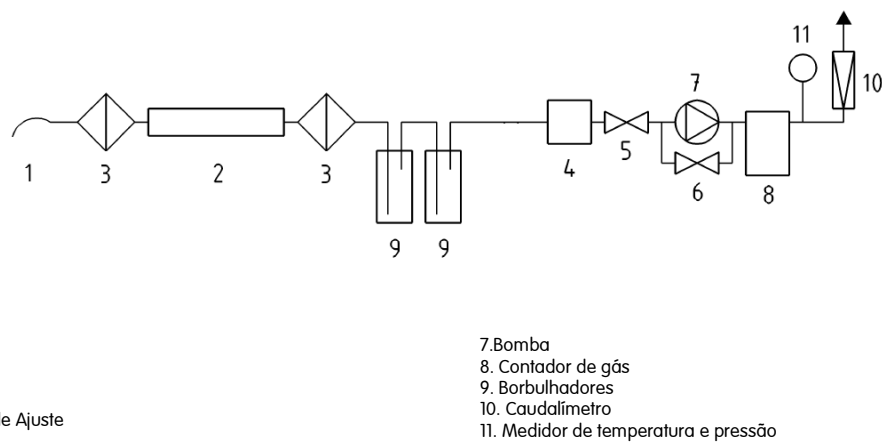 11
7
10
1
3
2
3
4
5
6
8
9
9
7.Bomba
8. Contador de gás
9. Borbulhadores
10. Caudalímetro
11. Medidor de temperatura e pressão
e Ajuste